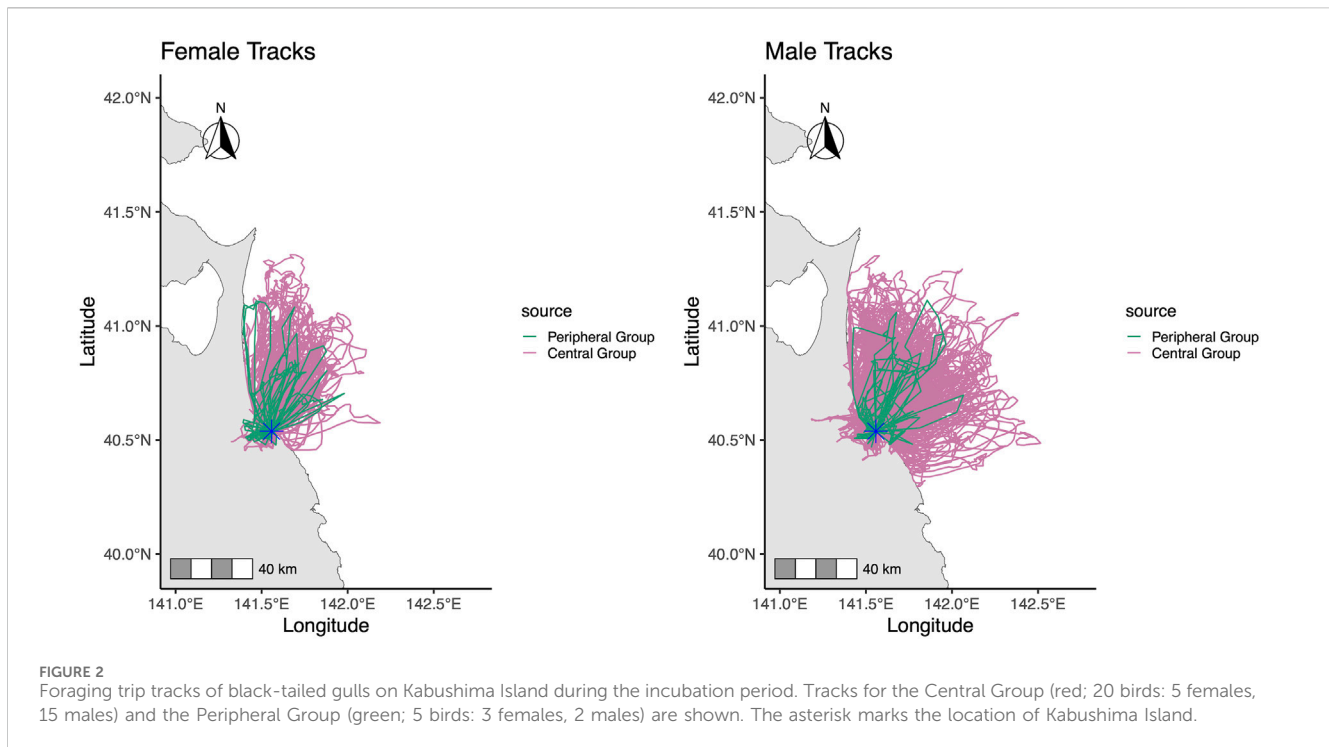 Female Tracks
42.0°N
41.5°N
41.0°N
40.5°N
40.0°N
Latitude
N
40 km
141.0°E 141.5°E 142.0°E 142.5°E
Longitude
source
Peripheral Group
Central Group
Male Tracks
42.0°N
41.5°N
41.0°N
40.5°N
40.0°N
Latitude
N
40 km
141.0°E 141.5°E 142.0°E 142.5°E
Longitude
source
Peripheral Group
Central Group
FIGURE 2
Foraging trip tracks of black-tailed gulls on Kabushima Island during the incubation period. Tracks for the Central Group (red; 20 birds: 5 females,
15 males) and the Peripheral Group (green; 5 birds: 3 females, 2 males) are shown. The asterisk marks the location of Kabushima Island.